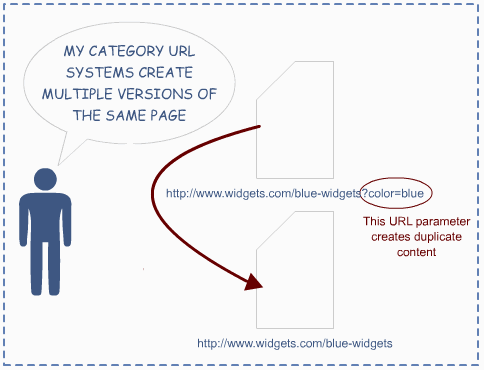 MY CATEGORY URL
SYSTEMS CREATE
MULTIPLE VERSIONS OF
THE SAME PAGE
http://www.widgets.com/blue-widgets?color=blue
This URL parameter
creates duplicate
content
http://www.widgets.com/blue-widgets